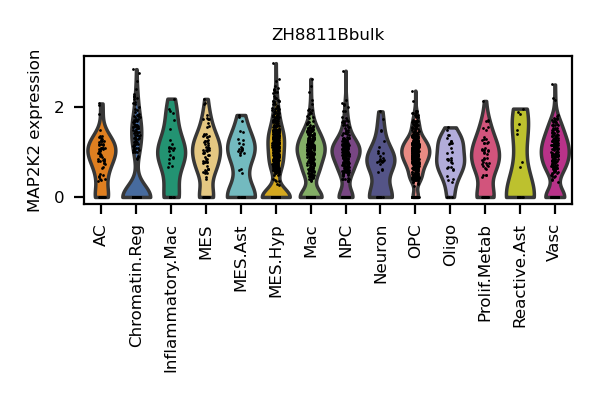 ZH8811Bbulk
MAP2K2 expression
2
0
AC
Chromatin.Reg
Inflammatory.Mac
MES
MES.Ast
MES.Hyp
Mac
NPC
Neuron
OPC
Oligo
Prolif.Metab
Reactive.Ast
Vasc